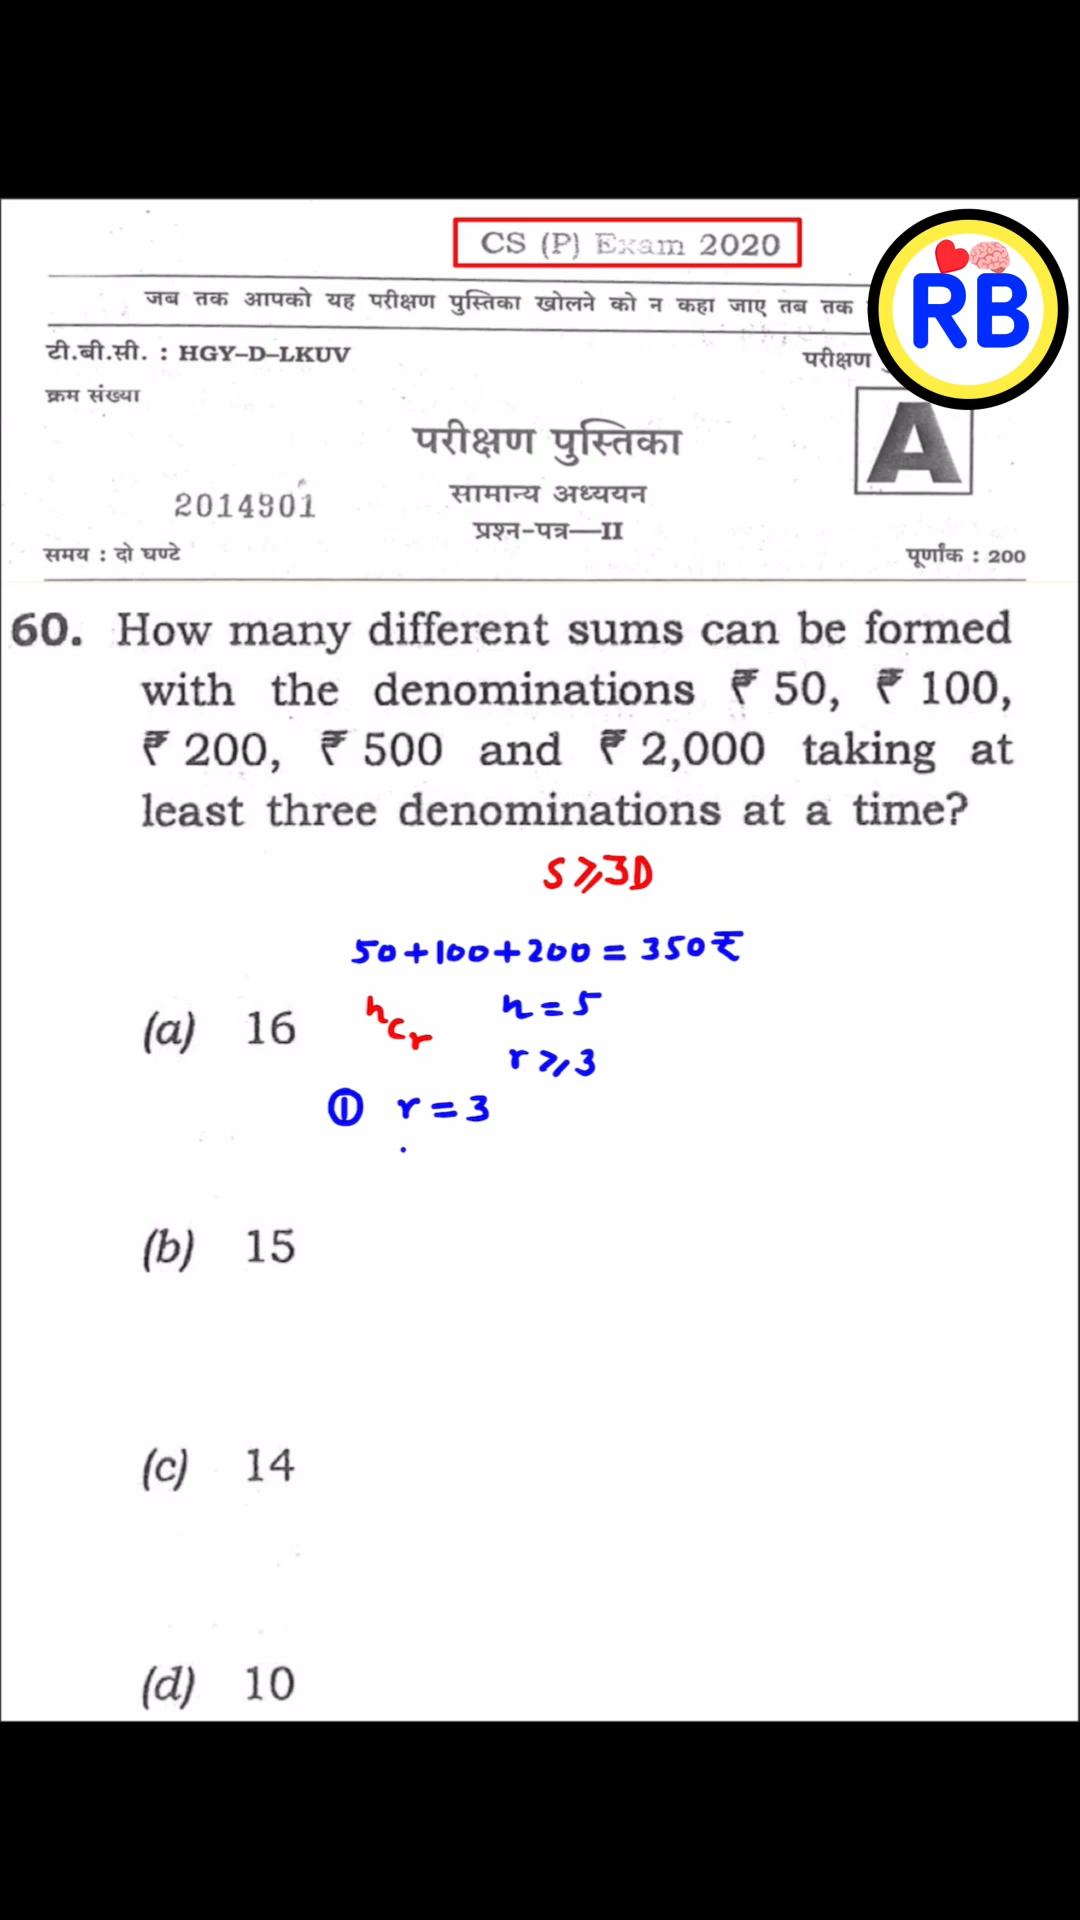 CS (P) Exam 2020
RB
जब तक आपको यह परीक्षण पुस्तिका खोलने को न कहा जाए तब तक
टी.बी.सी. : HGY–D–LKUV
परीक्षण
क्रम संख्या
A
परीक्षण पुस्तिका
2014901
सामान्य अध्ययन
प्रश्न-पत्र—II
समय : दो घण्टे
पूर्णांक : 200
60. How many different sums can be formed
with the denominations ₹ 50, ₹ 100,
₹ 200, ₹ 500 and ₹ 2,000 taking at
least three denominations at a time?
S ⩾ 3D
50 + 100 + 200 = 350 ₹
(a) 16
nCr
n = 5
r ⩾ 3
① r = 3
(b) 15
(c) 14
(d) 10